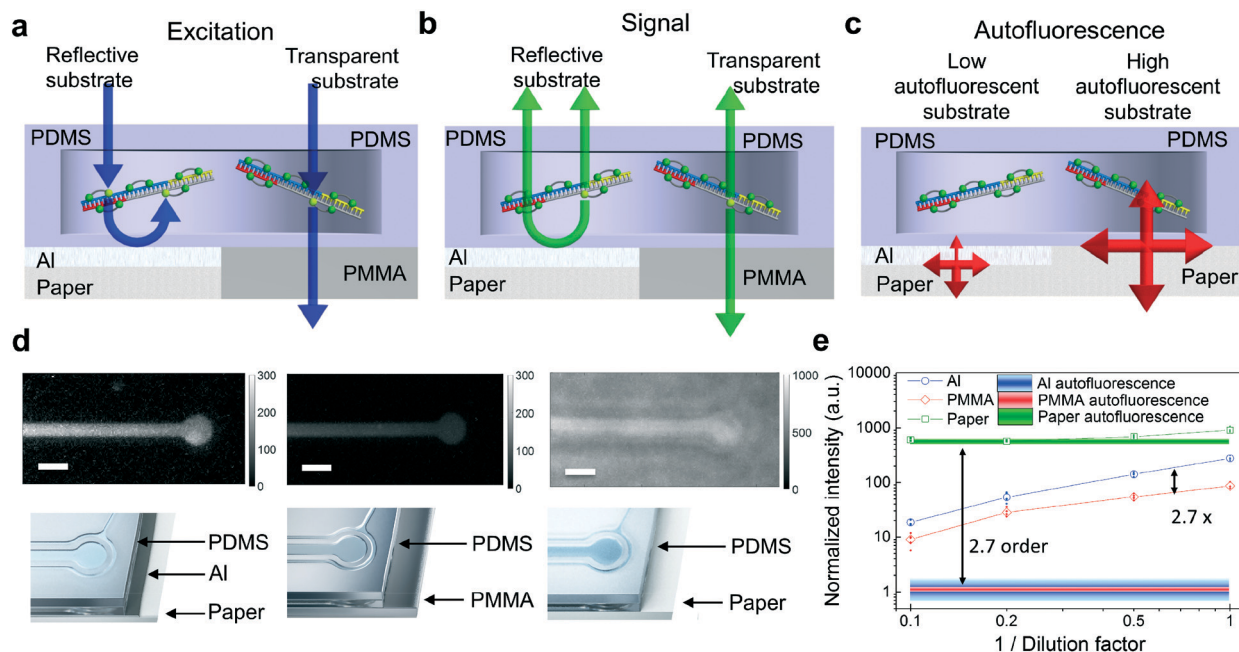 a
Excitation
Reflective
substrate
Transparent
substrate
PDMS
PDMS
Al
Paper
PMMA
b
Signal
Reflective
substrate
Transparent
substrate
PDMS
PDMS
Al
Paper
PMMA
c
Autofluorescence
Low
autofluorescent
substrate
High
autofluorescent
substrate
PDMS
PDMS
Al
Paper
Paper
d
300
200
100
0
300
200
100
0
1000
500
0
PDMS
Al
Paper
PDMS
PMMA
PDMS
Paper
e
Normalized intensity (a.u.)
10000
1000
100
10
1
Al
PMMA
Paper
Al autofluorescence
PMMA autofluorescence
Paper autofluorescence
2.7 x
2.7 order
0.1
0.2
0.5
1
1 / Dilution factor